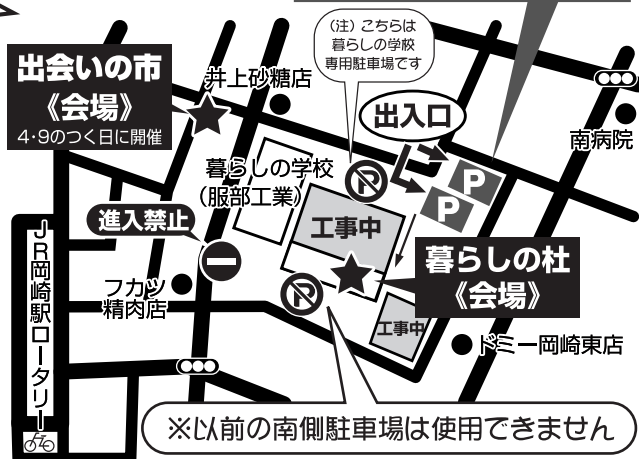 (注)こちらは
暮らしの学校
専用駐車場です
出会いの市
《会場》
4・9のつく日に開催
井上砂糖店
出入口
南病院
暮らしの学校
(服部工業)
P
P
P
工事中
進入禁止
暮らしの杜
《会場》
JR岡崎駅ロータリー
フカツ
精肉店
P
工事中
ドミー岡崎東店
※以前の南側駐車場は使用できません